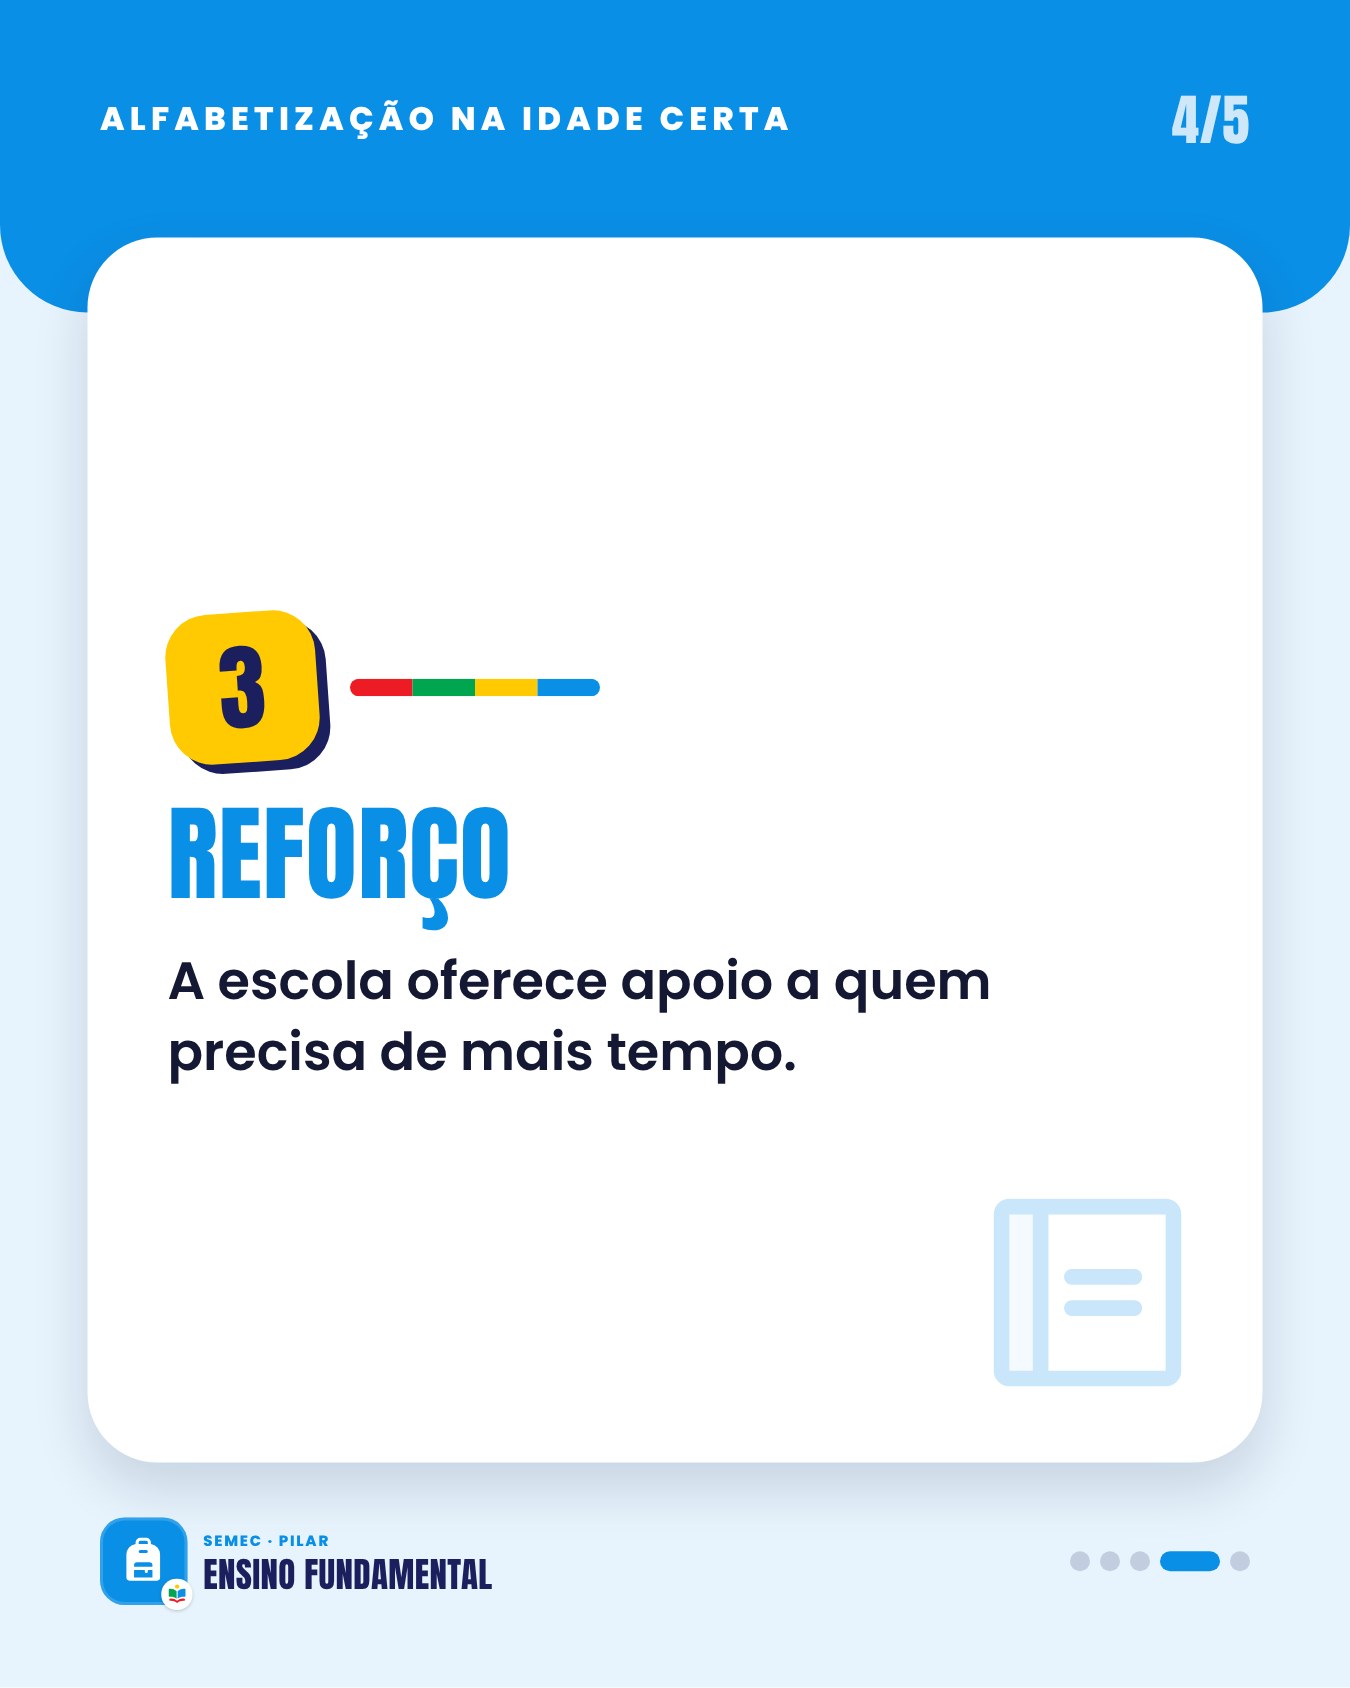 ALFABETIZAÇÃO NA IDADE CERTA
4/5
3
REFORÇO
A escola oferece apoio a quem
precisa de mais tempo.
SEMEC · PILAR
ENSINO FUNDAMENTAL